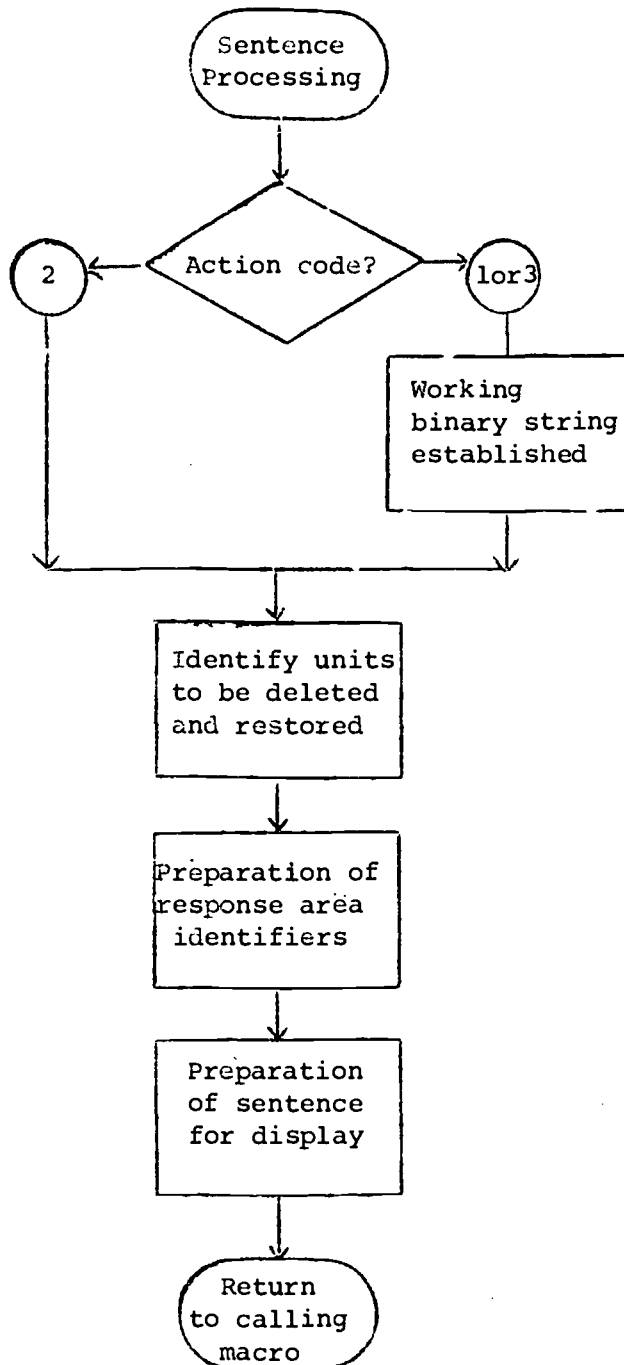 Sentence
Processing
2
Action code?
1or3
Working
binary string
established
Identify units
to be deleted
and restored
Preparation of
response area
identifiers
Preparation
of sentence
for display
Return
to calling
macro